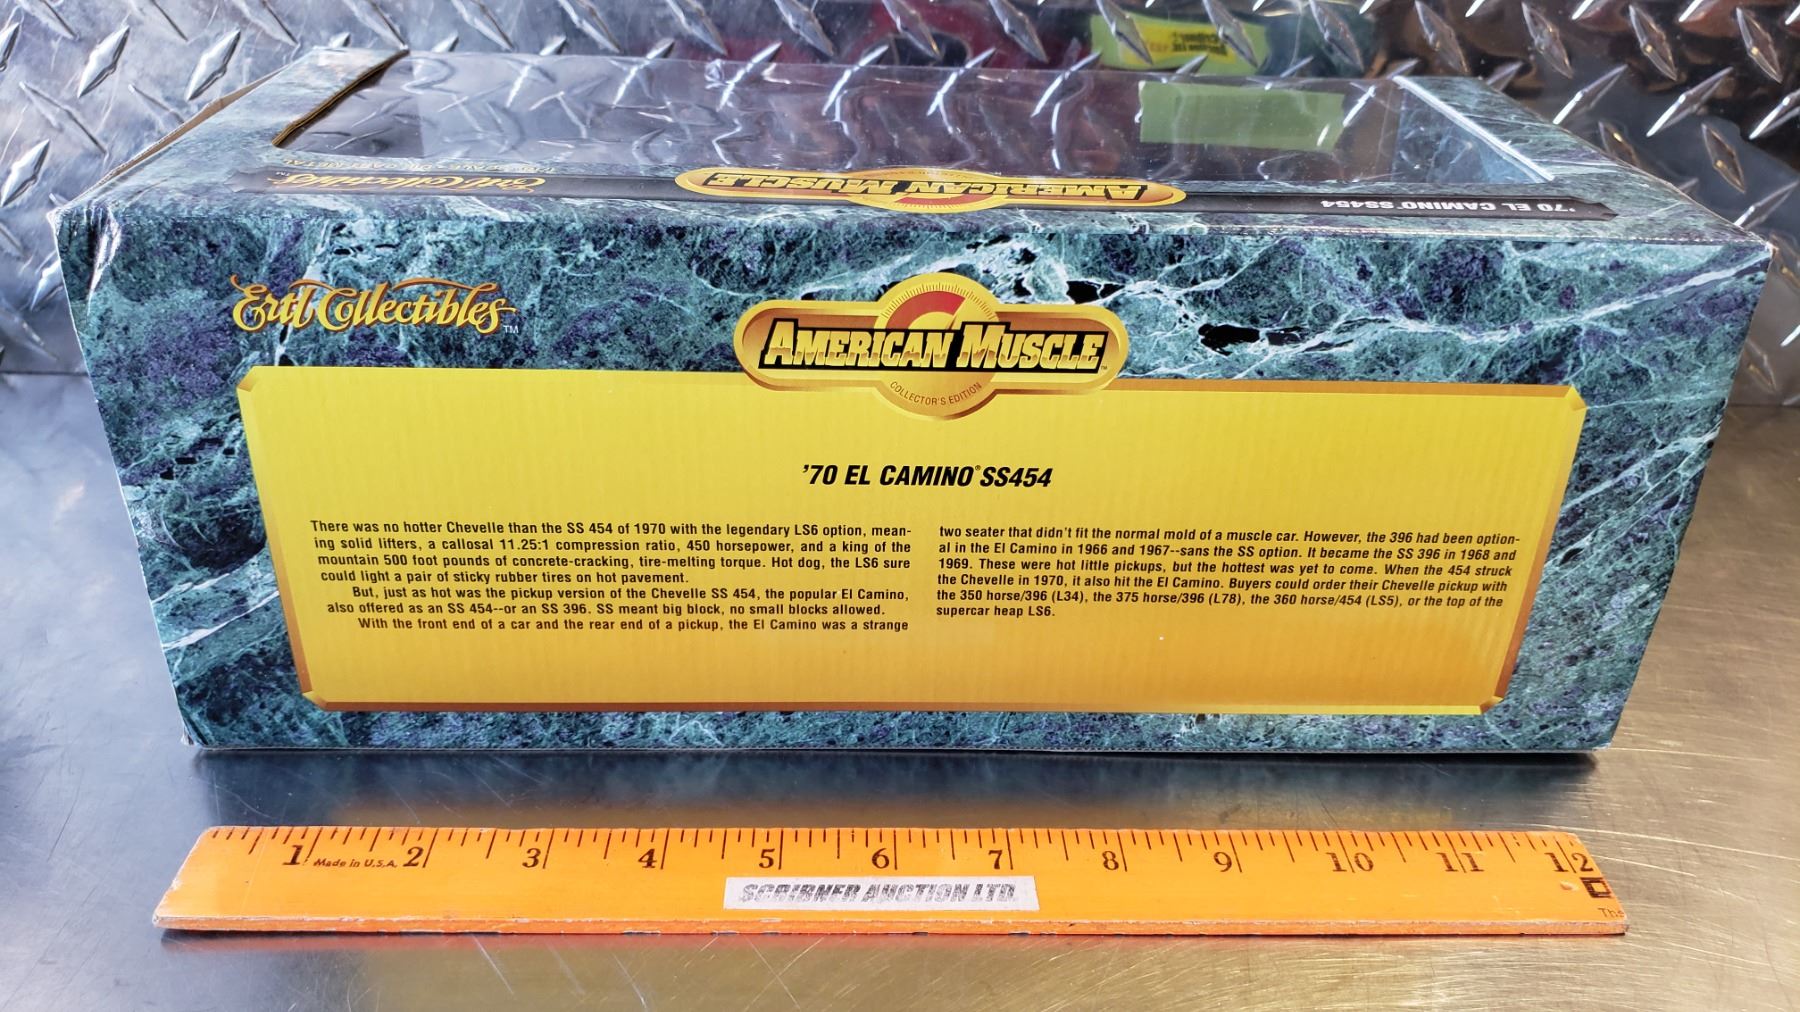 Ertl Collectibles™
AMERICAN MUSCLE
'70 EL CAMINO SS454
Ertl Collectibles™
AMERICAN MUSCLE™
COLLECTOR'S EDITION
'70 EL CAMINO® SS454
There was no hotter Chevelle than the SS 454 of 1970 with the legendary LS6 option, mean-
ing solid lifters, a callosal 11.25:1 compression ratio, 450 horsepower, and a king of the
mountain 500 foot pounds of concrete-cracking, tire-melting torque. Hot dog, the LS6 sure
could light a pair of sticky rubber tires on hot pavement.
But, just as hot was the pickup version of the Chevelle SS 454, the popular El Camino,
also offered as an SS 454--or an SS 396. SS meant big block, no small blocks allowed.
With the front end of a car and the rear end of a pickup, the El Camino was a strange
two seater that didn't fit the normal mold of a muscle car. However, the 396 had been option-
al in the El Camino in 1966 and 1967--sans the SS option. It became the SS 396 in 1968 and
1969. These were hot little pickups, but the hottest was yet to come. When the 454 struck
the Chevelle in 1970, it also hit the El Camino. Buyers could order their Chevelle pickup with
the 350 horse/396 (L34), the 375 horse/396 (L78), the 360 horse/454 (LS5), or the top of the
supercar heap LS6.
1 Made in U.S.A. 2 3 4 5 6 7 8 9 10 11 12
SCRIBNER AUCTION LTD.
The